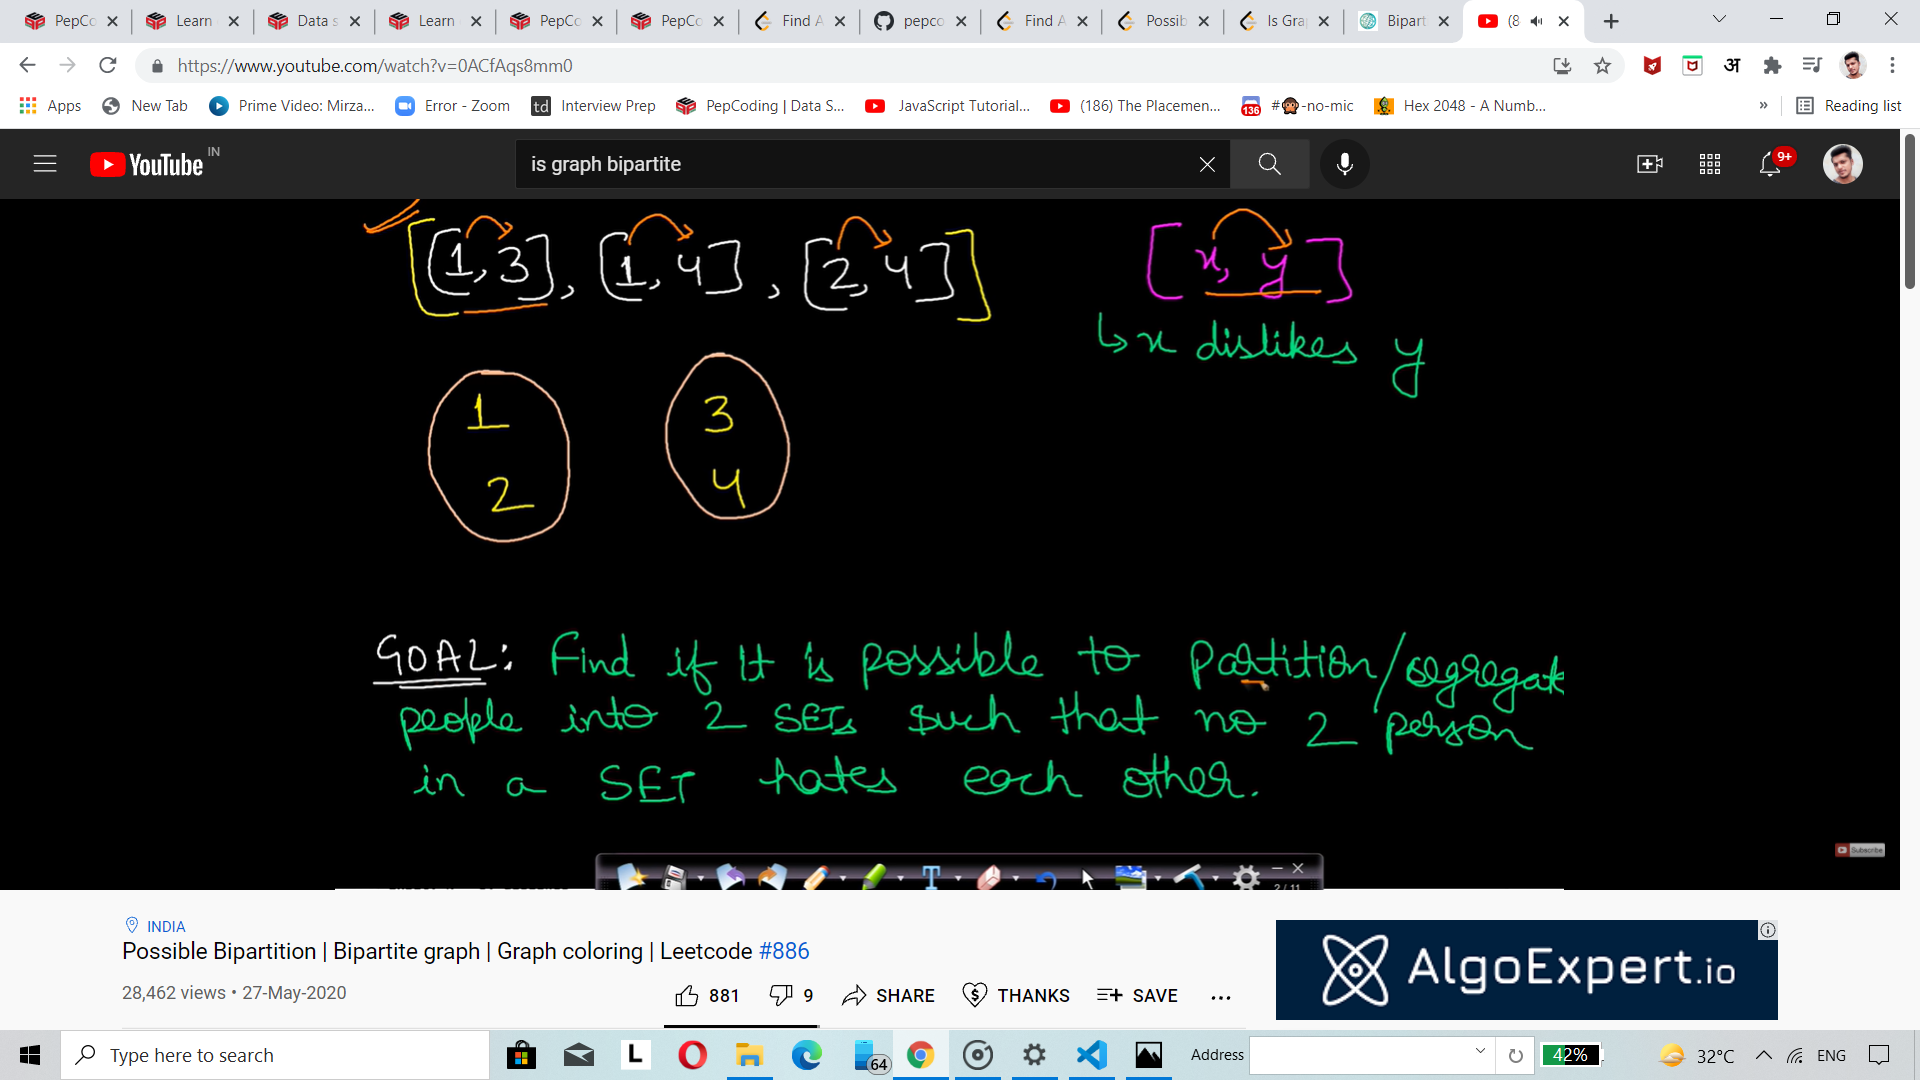 PepCo Learn Data s Learn PepCo PepCo Find A pepco Find A Possib Is Gra Bipart (8
https://www.youtube.com/watch?v=0ACfAqs8mm0 अ
Apps New Tab Prime Video: Mirza... Error - Zoom td Interview Prep PepCoding | Data S... JavaScript Tutorial... (186) The Placemen... 136 #🙊-no-mic Hex 2048 - A Numb... » Reading list
YouTube IN is graph bipartite 9+
[[1,3], [1,4], [2,4]] [x, y]
↳ x dislikes y
1 3
2 4
GOAL: Find if it is possible to Partition/segregate
people into 2 SETs such that no 2 person
in a SET hates each other.
Subscribe
T 2/11
INDIA
Possible Bipartition | Bipartite graph | Graph coloring | Leetcode #886
28,462 views • 27-May-2020 881 9 SHARE THANKS SAVE ...
AlgoExpert.io
Type here to search L 64 Address 42% 32°C ENG